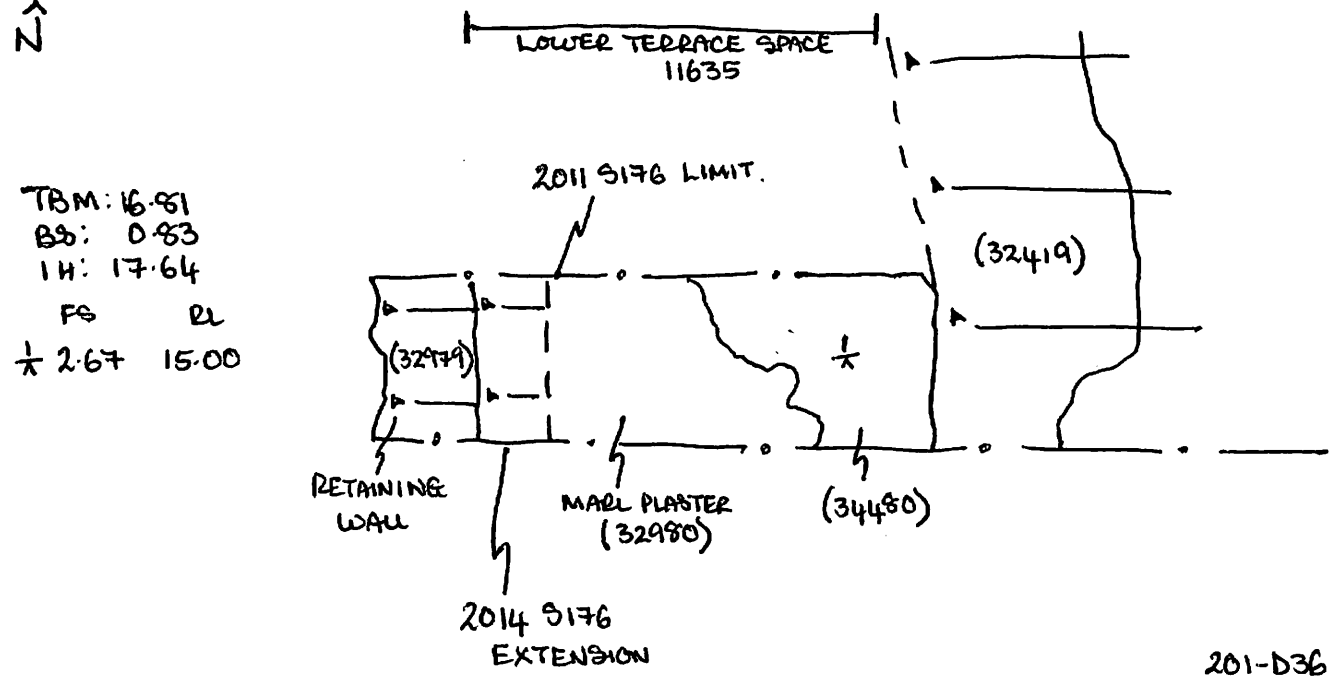 N
LOWER TERRACE SPACE
11635
2011 S176 LIMIT.
TBM: 16.81
BS: 0.83
IH: 17.64
FS RL
2.67 15.00
(32419)
(32979)
RETAINING
WALL
MARL PLASTER
(32980)
(34480)
2014 S176
EXTENSION
201-D36